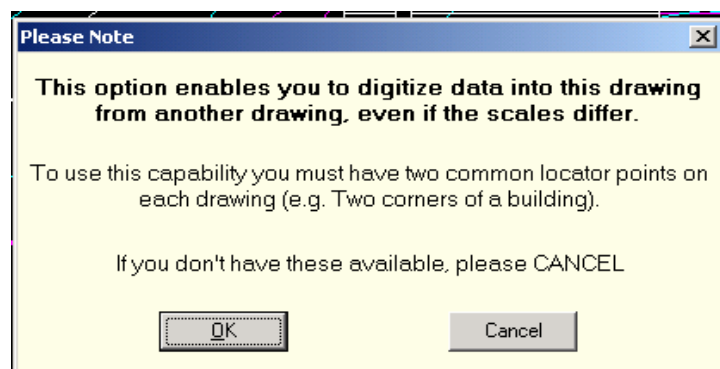 Please Note
This option enables you to digitize data into this drawing
from another drawing, even if the scales differ.
To use this capability you must have two common locator points on
each drawing (e.g. Two corners of a building).
If you don't have these available, please CANCEL
OK
Cancel